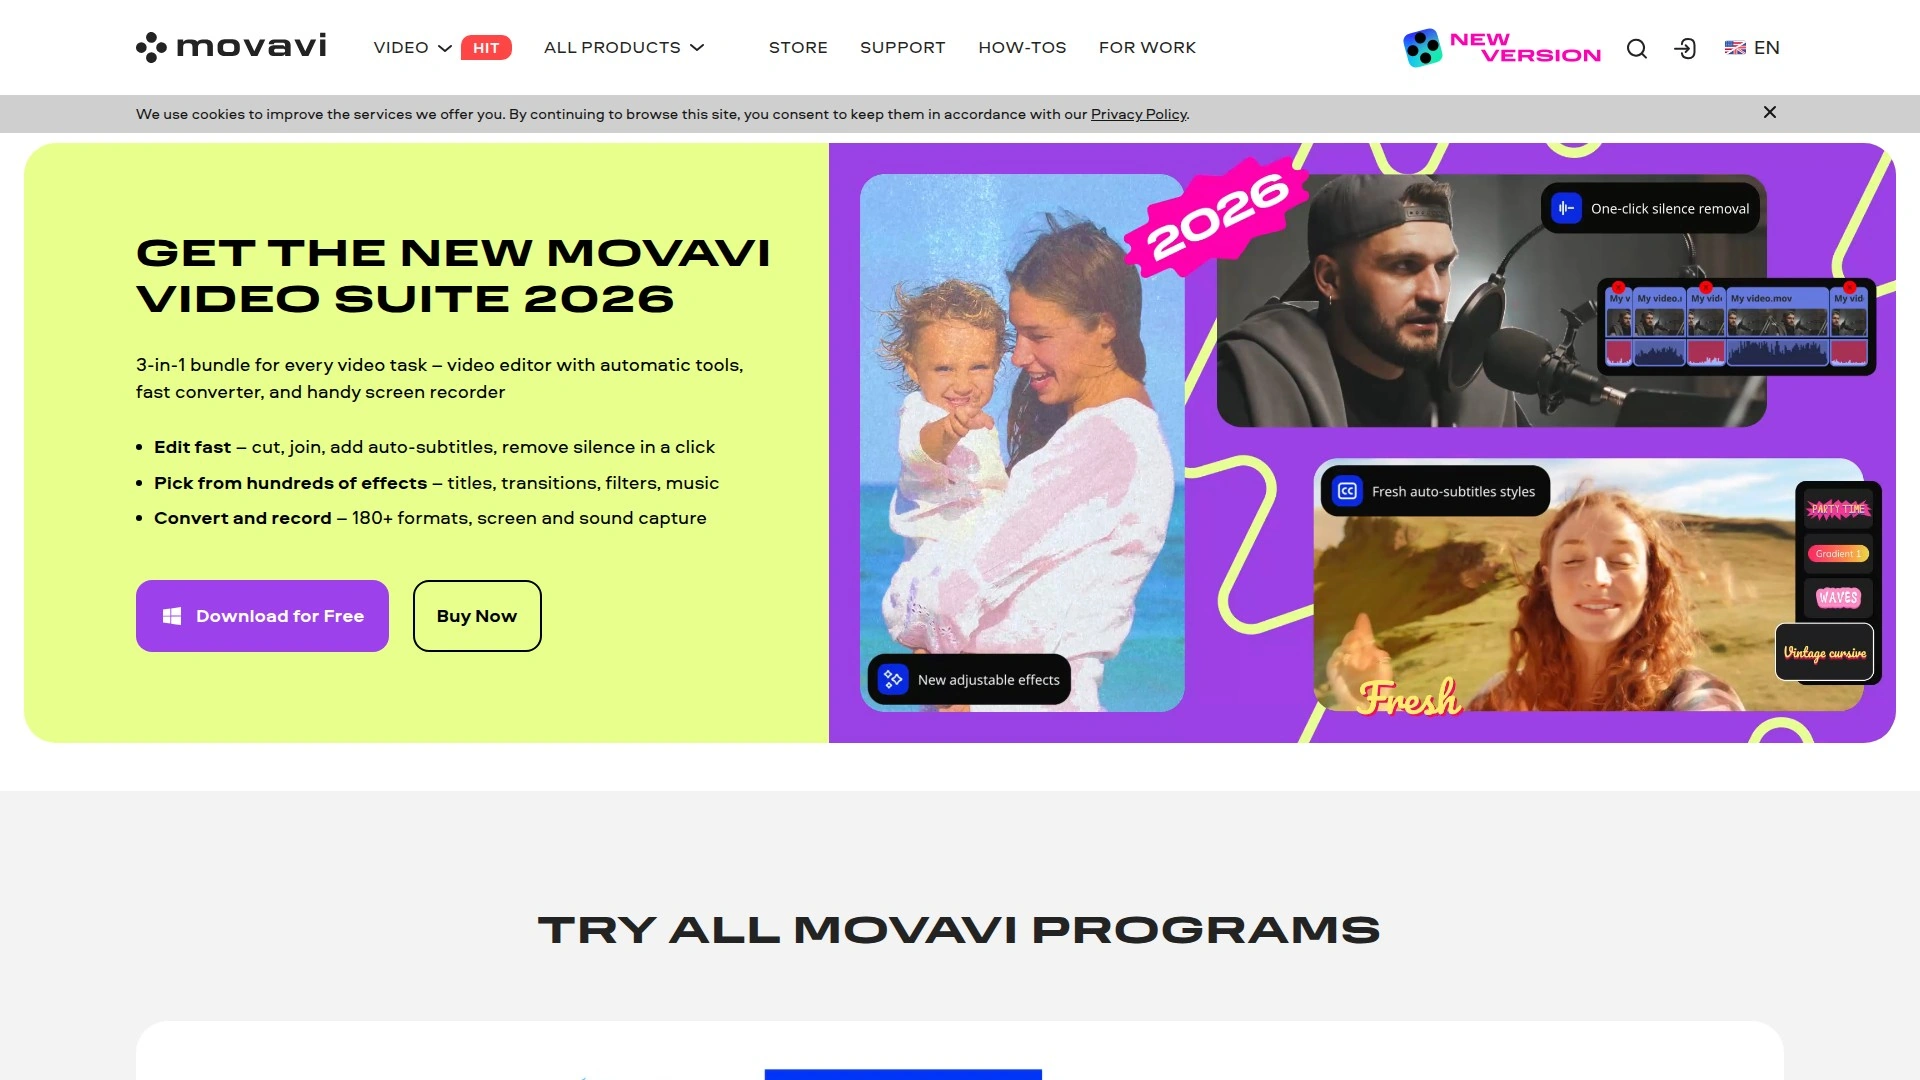 movavi
VIDEO HIT
ALL PRODUCTS
STORE
SUPPORT
HOW-TOS
FOR WORK
NEW
VERSION
EN
We use cookies to improve the services we offer you. By continuing to browse this site, you consent to keep them in accordance with our Privacy Policy.
GET THE NEW MOVAVI
VIDEO SUITE 2026
3-in-1 bundle for every video task – video editor with automatic tools,
fast converter, and handy screen recorder
• Edit fast – cut, join, add auto-subtitles, remove silence in a click
• Pick from hundreds of effects – titles, transitions, filters, music
• Convert and record – 180+ formats, screen and sound capture
Download for Free
Buy Now
2026
One-click silence removal
My v My video.r My vide My video.mov My vid
New adjustable effects
Fresh auto-subtitles styles
PARTY TIME
Gradient 1
WAVES
Vintage cursive
Fresh
TRY ALL MOVAVI PROGRAMS